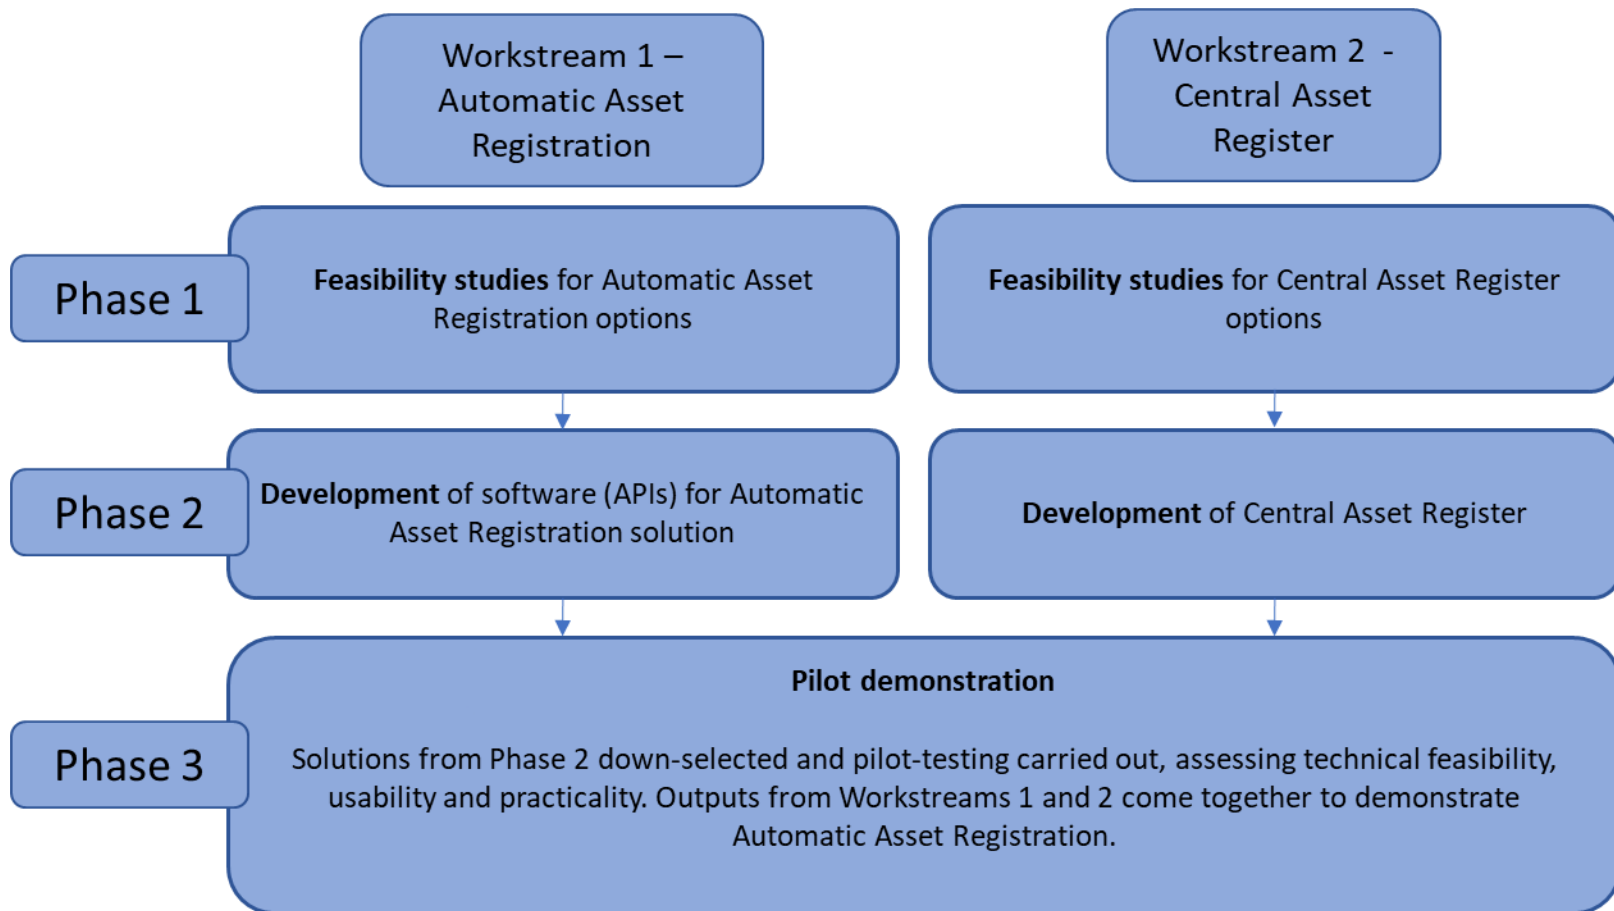 Workstream 1 –
Automatic Asset
Registration
Workstream 2 -
Central Asset
Register
Phase 1
Feasibility studies for Automatic Asset
Registration options
Feasibility studies for Central Asset Register
options
Phase 2
Development of software (APIs) for Automatic
Asset Registration solution
Development of Central Asset Register
Phase 3
Pilot demonstration
Solutions from Phase 2 down-selected and pilot-testing carried out, assessing technical feasibility,
usability and practicality. Outputs from Workstreams 1 and 2 come together to demonstrate
Automatic Asset Registration.